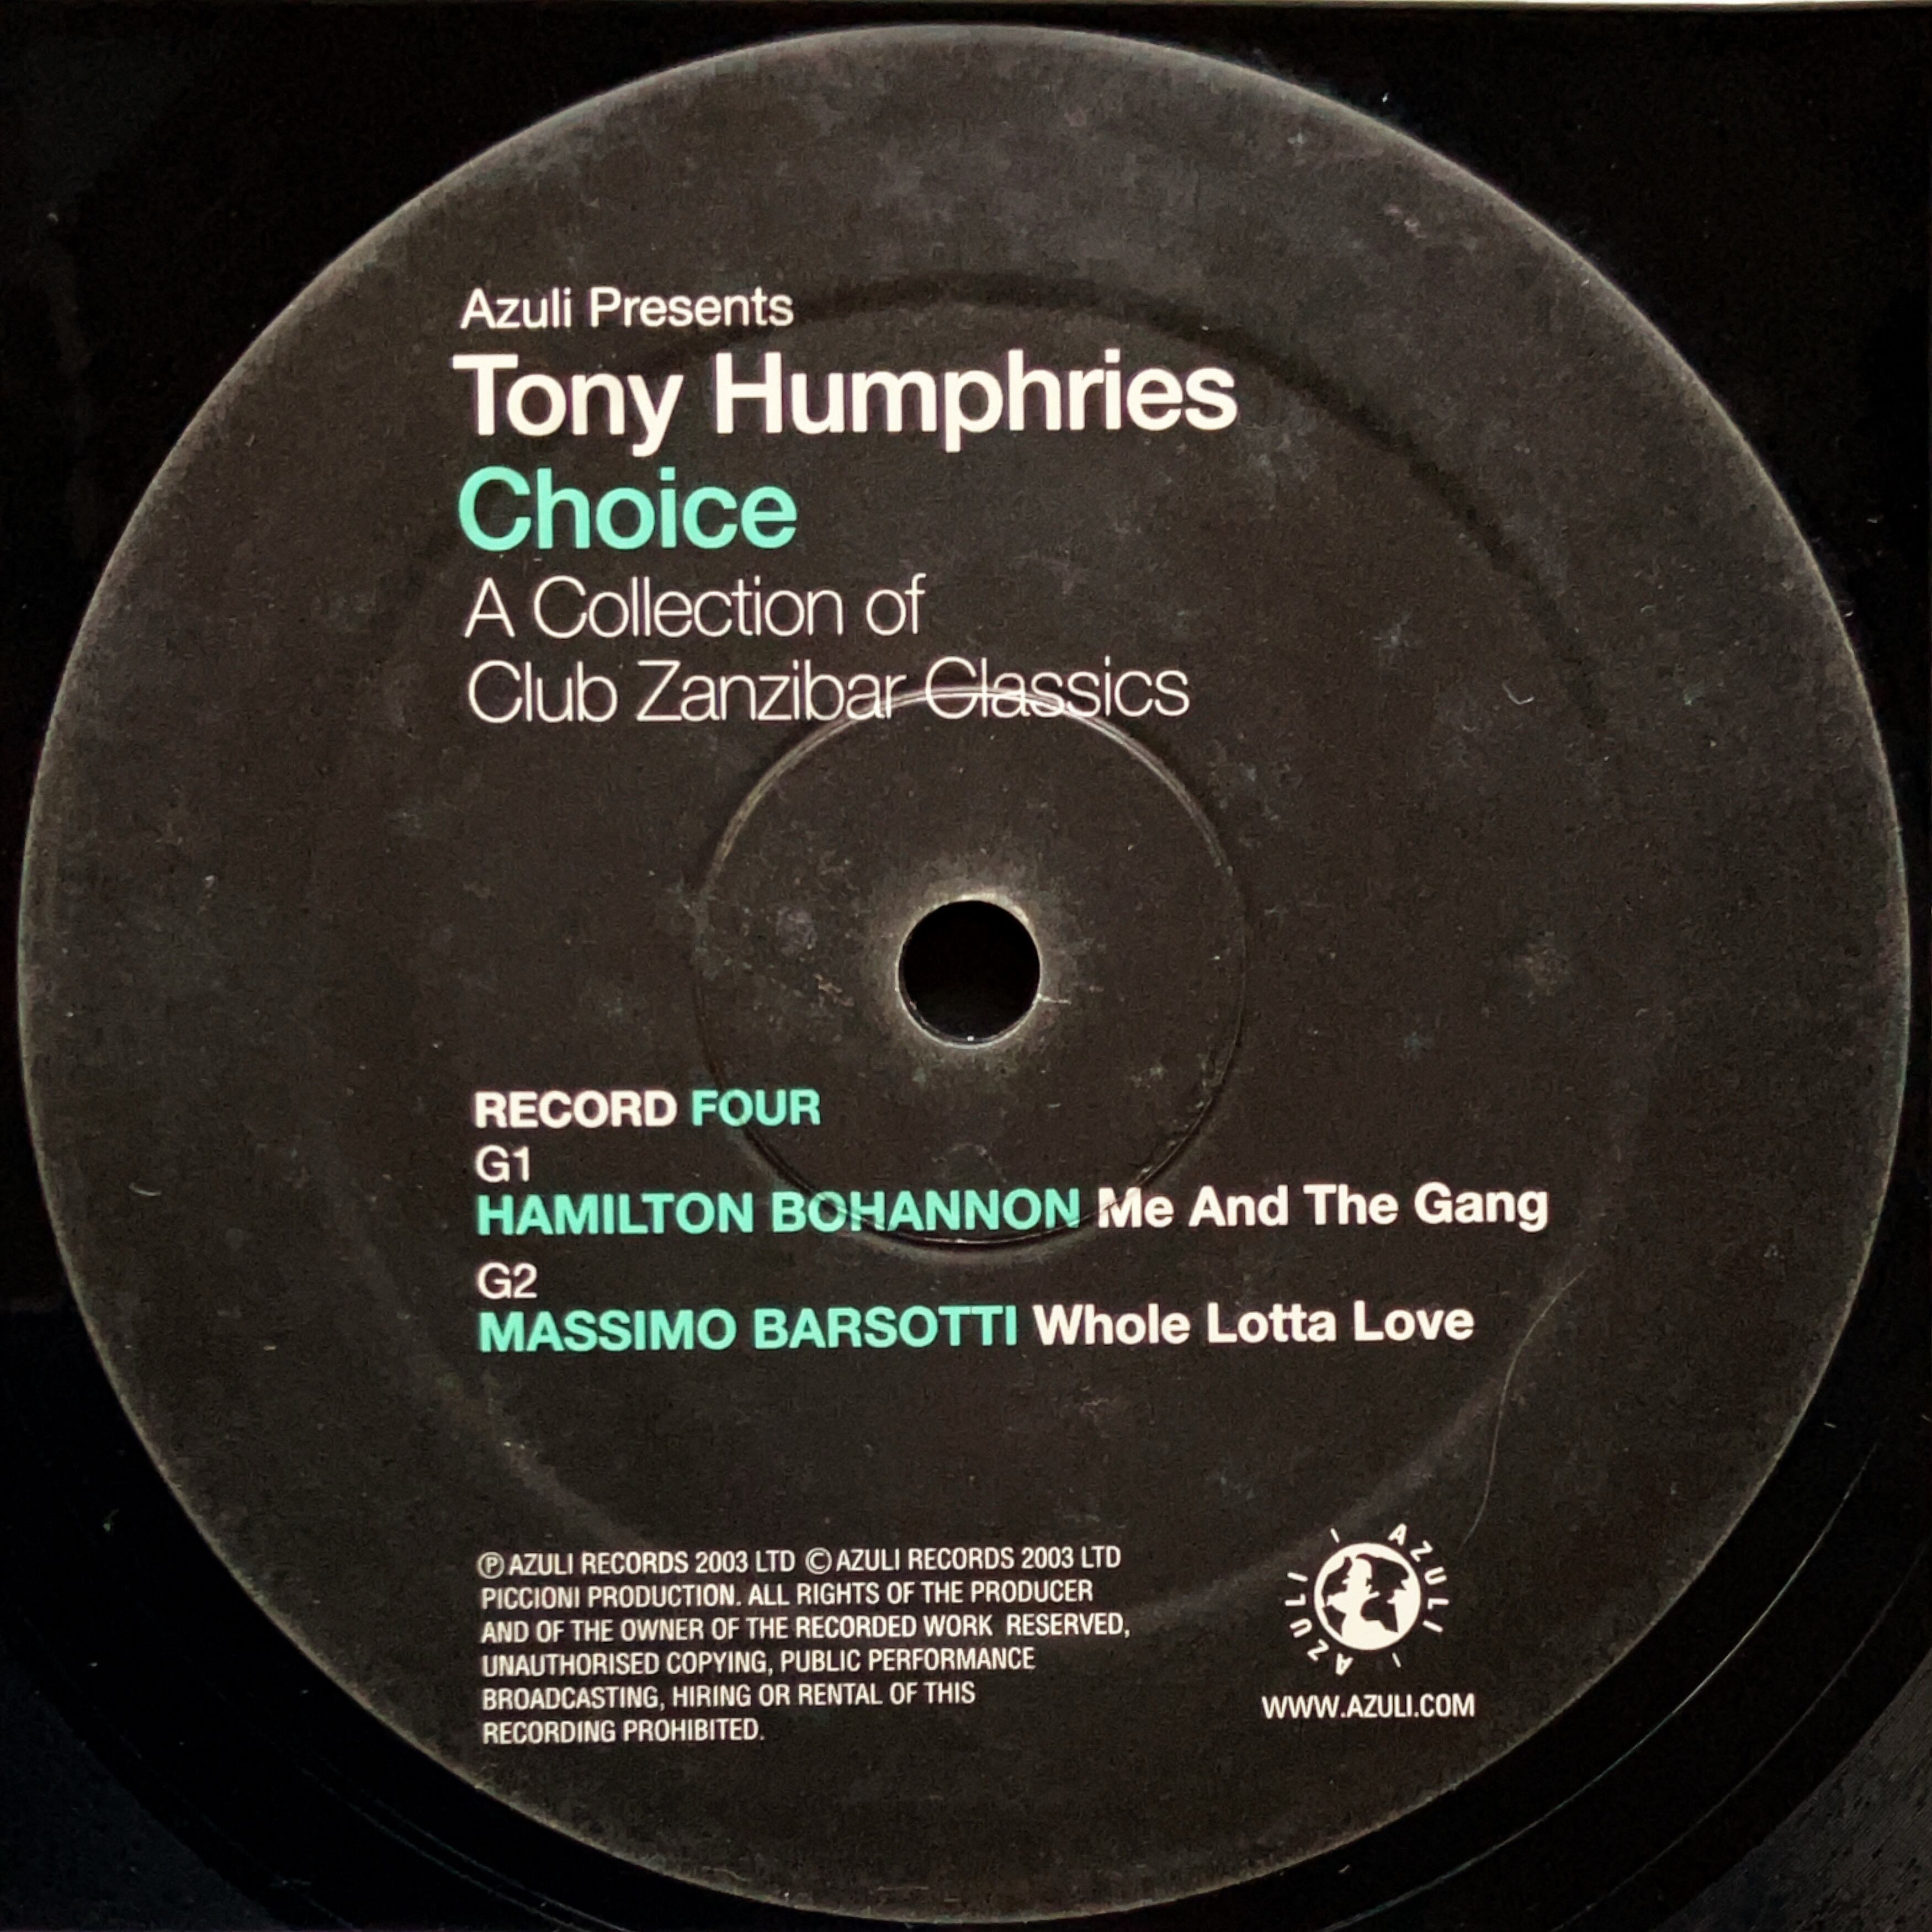 Azuli Presents
Tony Humphries
Choice
A Collection of
Club Zanzibar Classics
RECORD FOUR
G1
HAMILTON BOHANNON Me And The Gang
G2
MASSIMO BARSOTTI Whole Lotta Love
Ⓟ AZULI RECORDS 2003 LTD © AZULI RECORDS 2003 LTD
PICCIONI PRODUCTION. ALL RIGHTS OF THE PRODUCER
AND OF THE OWNER OF THE RECORDED WORK RESERVED,
UNAUTHORISED COPYING, PUBLIC PERFORMANCE
BROADCASTING, HIRING OR RENTAL OF THIS
RECORDING PROHIBITED.
AZULI — AZULI —
WWW.AZULI.COM